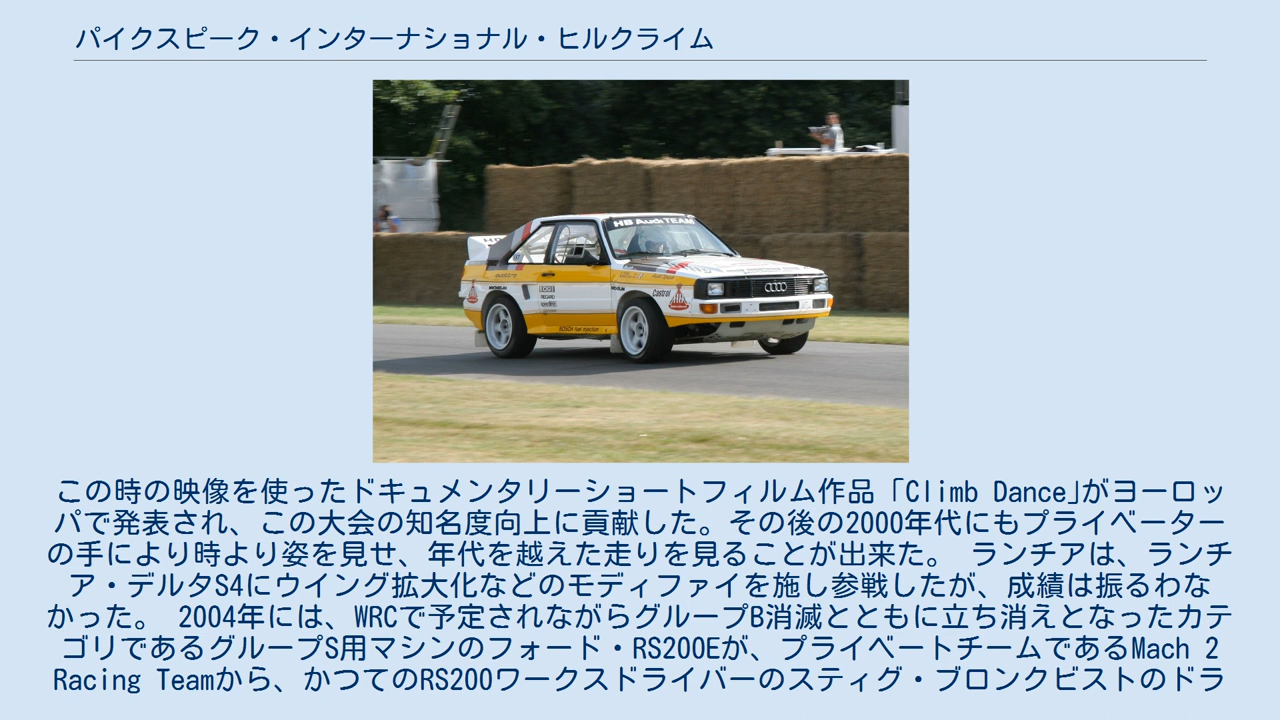 パイクスピーク・インターナショナル・ヒルクライム
HB Audi TEAM
Castrol
RECARO
BOSCH fuel injection
この時の映像を使ったドキュメンタリーショートフィルム作品「Climb Dance」がヨーロッ
パで発表され、この大会の知名度向上に貢献した。その後の2000年代にもプライベーター
の手により時より姿を見せ、年代を越えた走りを見ることが出来た。 ランチアは、ランチ
ア・デルタS4にウイング拡大化などのモディファイを施し参戦したが、成績は振るわな
かった。 2004年には、WRCで予定されながらグループB消滅とともに立ち消えとなったカテ
ゴリであるグループS用マシンのフォード・RS200Eが、プライベートチームであるMach 2
Racing Teamから、かつてのRS200ワークスドライバーのスティグ・ブロンクビストのドラ